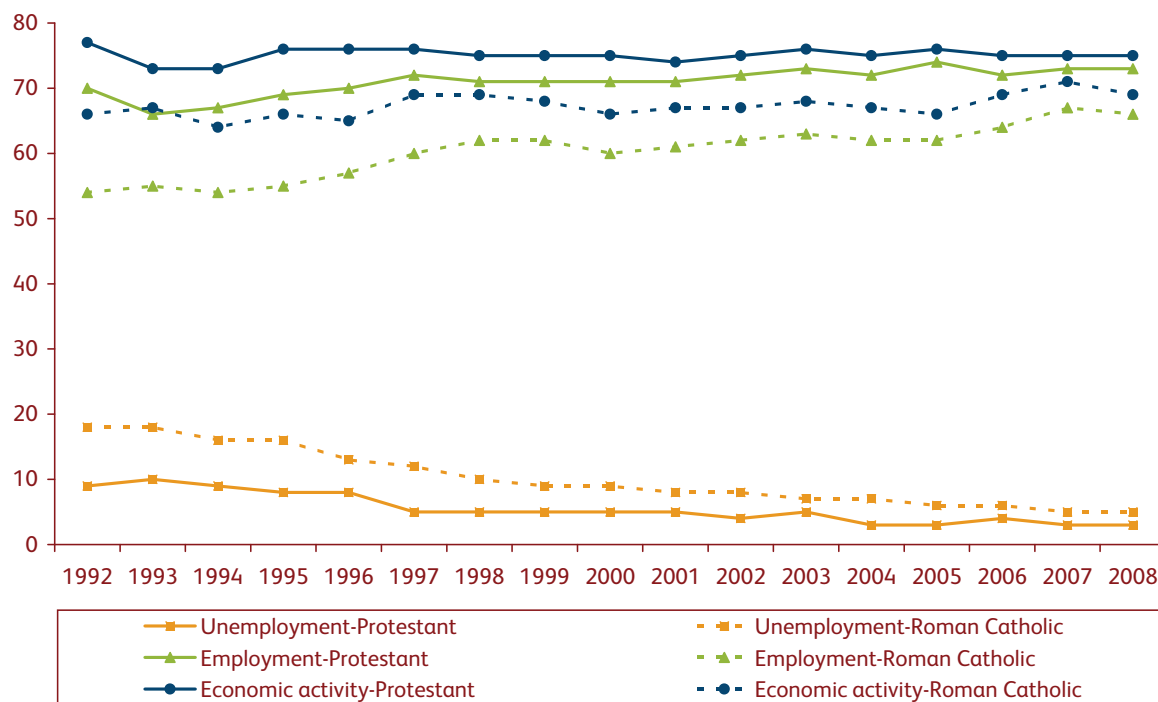 80
70
60
50
40
30
20
10
0
1992 1993 1994 1995 1996 1997 1998 1999 2000 2001 2002 2003 2004 2005 2006 2007 2008
Unemployment-Protestant Unemployment-Roman Catholic
Employment-Protestant Employment-Roman Catholic
Economic activity-Protestant Economic activity-Roman Catholic